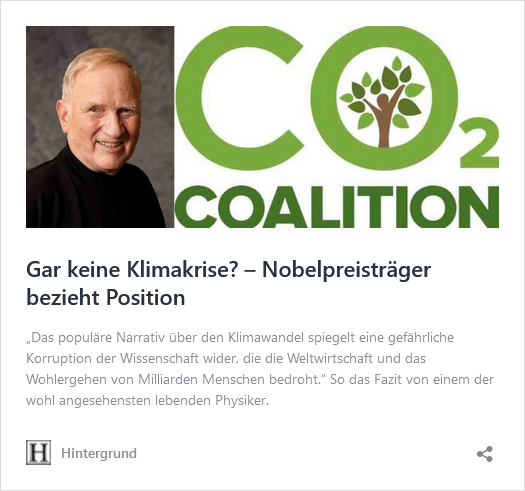 CO2
COALITION
Gar keine Klimakrise? – Nobelpreisträger
bezieht Position
„Das populäre Narrativ über den Klimawandel spiegelt eine gefährliche
Korruption der Wissenschaft wider, die die Weltwirtschaft und das
Wohlergehen von Milliarden Menschen bedroht.“ So das Fazit von einem der
wohl angesehensten lebenden Physiker.
H Hintergrund